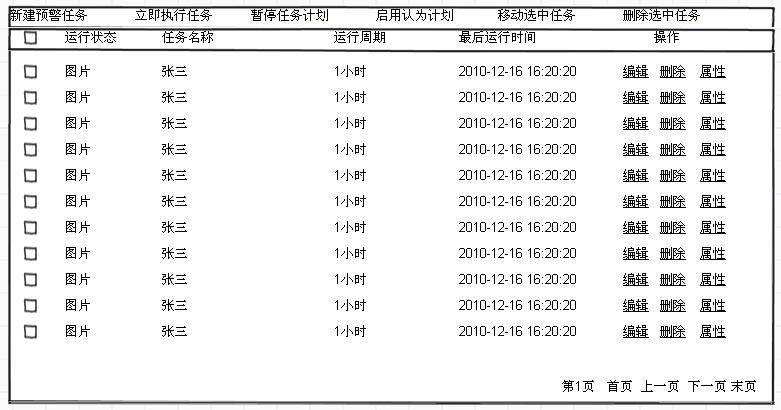 新建预警任务 立即执行任务 暂停任务计划 启用认为计划 移动选中任务 删除选中任务
运行状态 任务名称 运行周期 最后运行时间 操作
图片 张三 1小时 2010-12-16 16:20:20 编辑 删除 属性
图片 张三 1小时 2010-12-16 16:20:20 编辑 删除 属性
图片 张三 1小时 2010-12-16 16:20:20 编辑 删除 属性
图片 张三 1小时 2010-12-16 16:20:20 编辑 删除 属性
图片 张三 1小时 2010-12-16 16:20:20 编辑 删除 属性
图片 张三 1小时 2010-12-16 16:20:20 编辑 删除 属性
图片 张三 1小时 2010-12-16 16:20:20 编辑 删除 属性
图片 张三 1小时 2010-12-16 16:20:20 编辑 删除 属性
图片 张三 1小时 2010-12-16 16:20:20 编辑 删除 属性
图片 张三 1小时 2010-12-16 16:20:20 编辑 删除 属性
图片 张三 1小时 2010-12-16 16:20:20 编辑 删除 属性
第1页 首页 上一页 下一页 末页